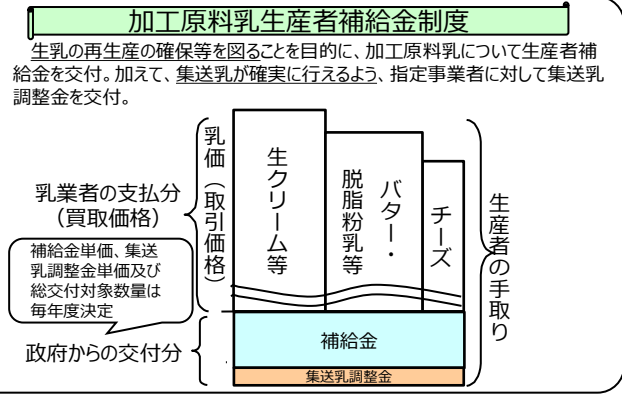 加工原料乳生産者補給金制度
生乳の再生産の確保等を図ることを目的に、加工原料乳について生産者補
給金を交付。加えて、集送乳が確実に行えるよう、指定事業者に対して集送乳
調整金を交付。
乳業者の支払分
（買取価格）
乳価（取引価格）
生クリーム等
バター・
脱脂粉乳等
チーズ
生産者の手取り
補給金単価、集送
乳調整金単価及び
総交付対象数量は
毎年度決定
政府からの交付分
補給金
集送乳調整金